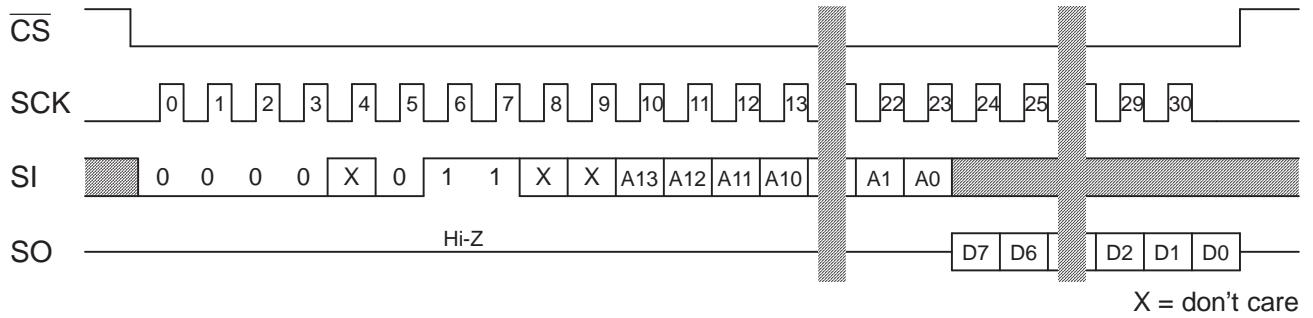 CS
SCK 0 1 2 3 4 5 6 7 8 9 10 11 12 13 22 23 24 25 29 30
SI 0 0 0 0 X 0 1 1 X X A13 A12 A11 A10 A1 A0
Hi-Z
SO D7 D6 D2 D1 D0
X = don't care